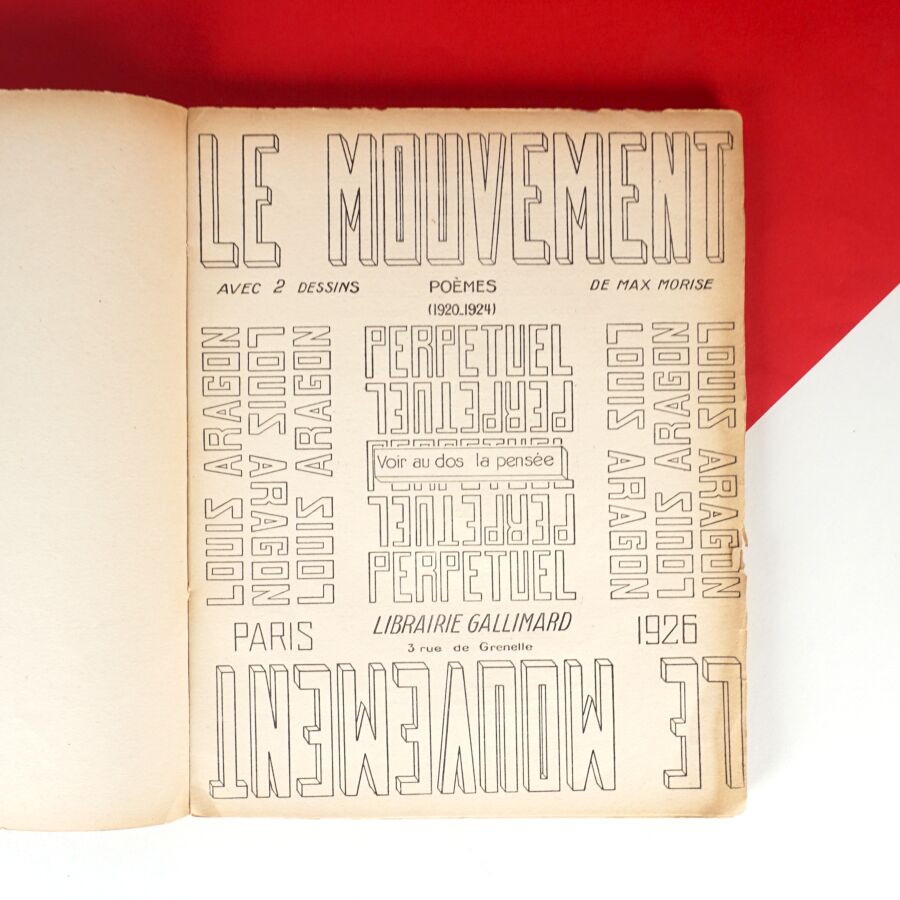 LE MOUVEMENT
AVEC 2 DESSINS POÈMES DE MAX MORISE
(1920_1924)
LOUIS ARAGON
LOUIS ARAGON
LOUIS ARAGON
PERPETUEL
PERPETUEL
PERPETUEL
Voir au dos la pensée
PERPETUEL
PERPETUEL
LOUIS ARAGON
LOUIS ARAGON
LOUIS ARAGON
PARIS LIBRAIRIE GALLIMARD 1926
3 rue de Grenelle
LE MOUVEMENT